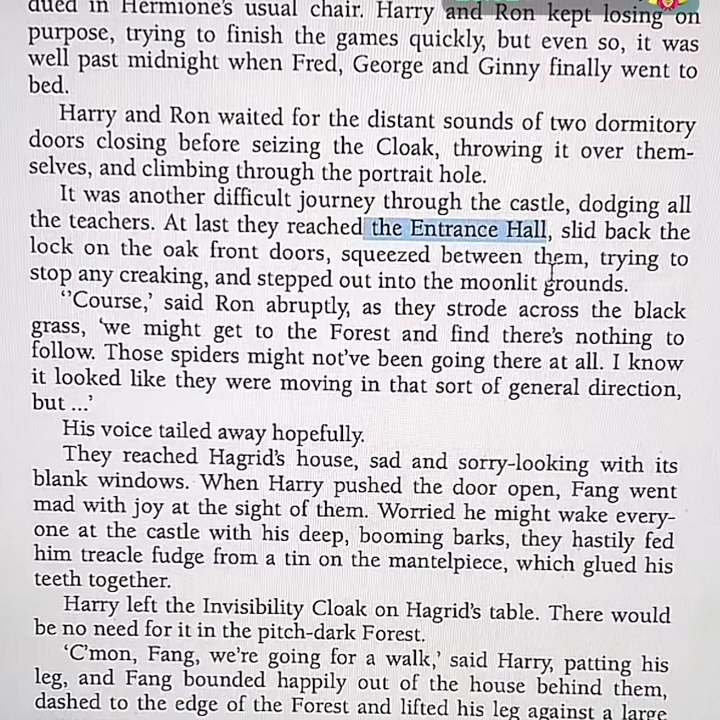 dued in Hermione's usual chair. Harry and Ron kept losing on
purpose, trying to finish the games quickly, but even so, it was
well past midnight when Fred, George and Ginny finally went to
bed.
Harry and Ron waited for the distant sounds of two dormitory
doors closing before seizing the Cloak, throwing it over them-
selves, and climbing through the portrait hole.
It was another difficult journey through the castle, dodging all
the teachers. At last they reached the Entrance Hall, slid back the
lock on the oak front doors, squeezed between them, trying to
stop any creaking, and stepped out into the moonlit grounds.
‘'Course,’ said Ron abruptly, as they strode across the black
grass, ‘we might get to the Forest and find there's nothing to
follow. Those spiders might not've been going there at all. I know
it looked like they were moving in that sort of general direction,
but ...’
His voice tailed away hopefully.
They reached Hagrid's house, sad and sorry-looking with its
blank windows. When Harry pushed the door open, Fang went
mad with joy at the sight of them. Worried he might wake every-
one at the castle with his deep, booming barks, they hastily fed
him treacle fudge from a tin on the mantelpiece, which glued his
teeth together.
Harry left the Invisibility Cloak on Hagrid's table. There would
be no need for it in the pitch-dark Forest.
‘C'mon, Fang, we're going for a walk,’ said Harry, patting his
leg, and Fang bounded happily out of the house behind them,
dashed to the edge of the Forest and lifted his leg against a large